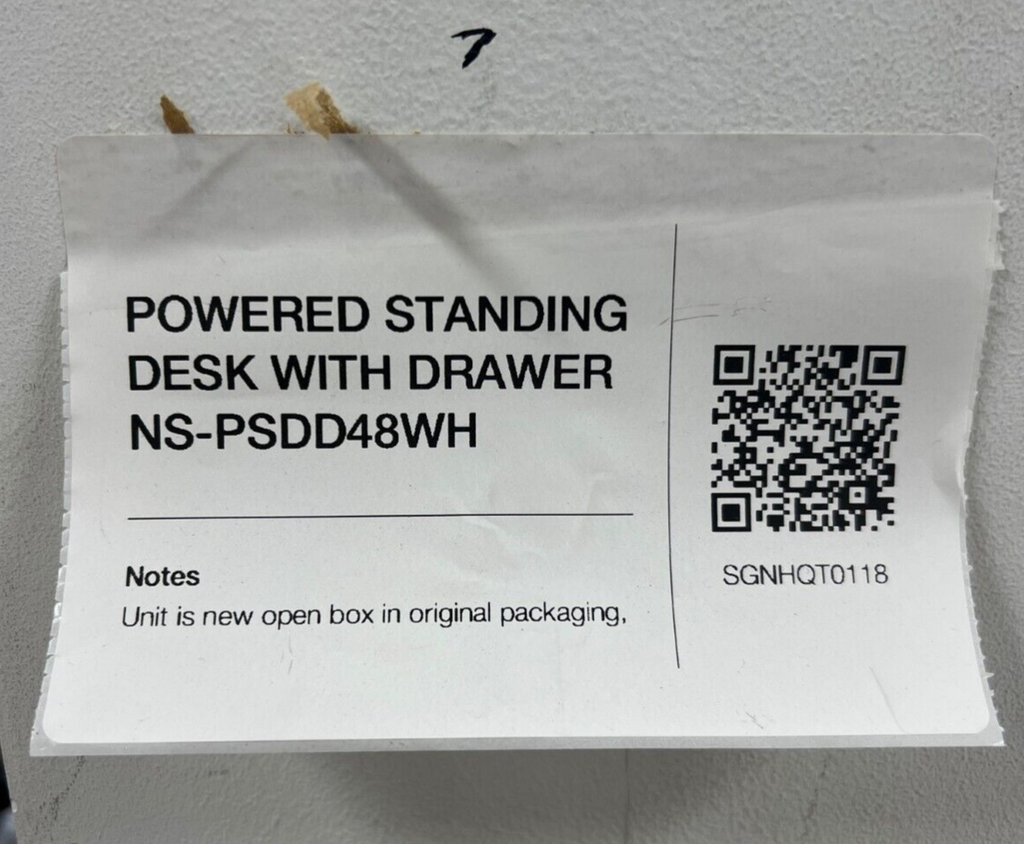 7
POWERED STANDING
DESK WITH DRAWER
NS-PSDD48WH
Notes
Unit is new open box in original packaging,
SGNHQT0118